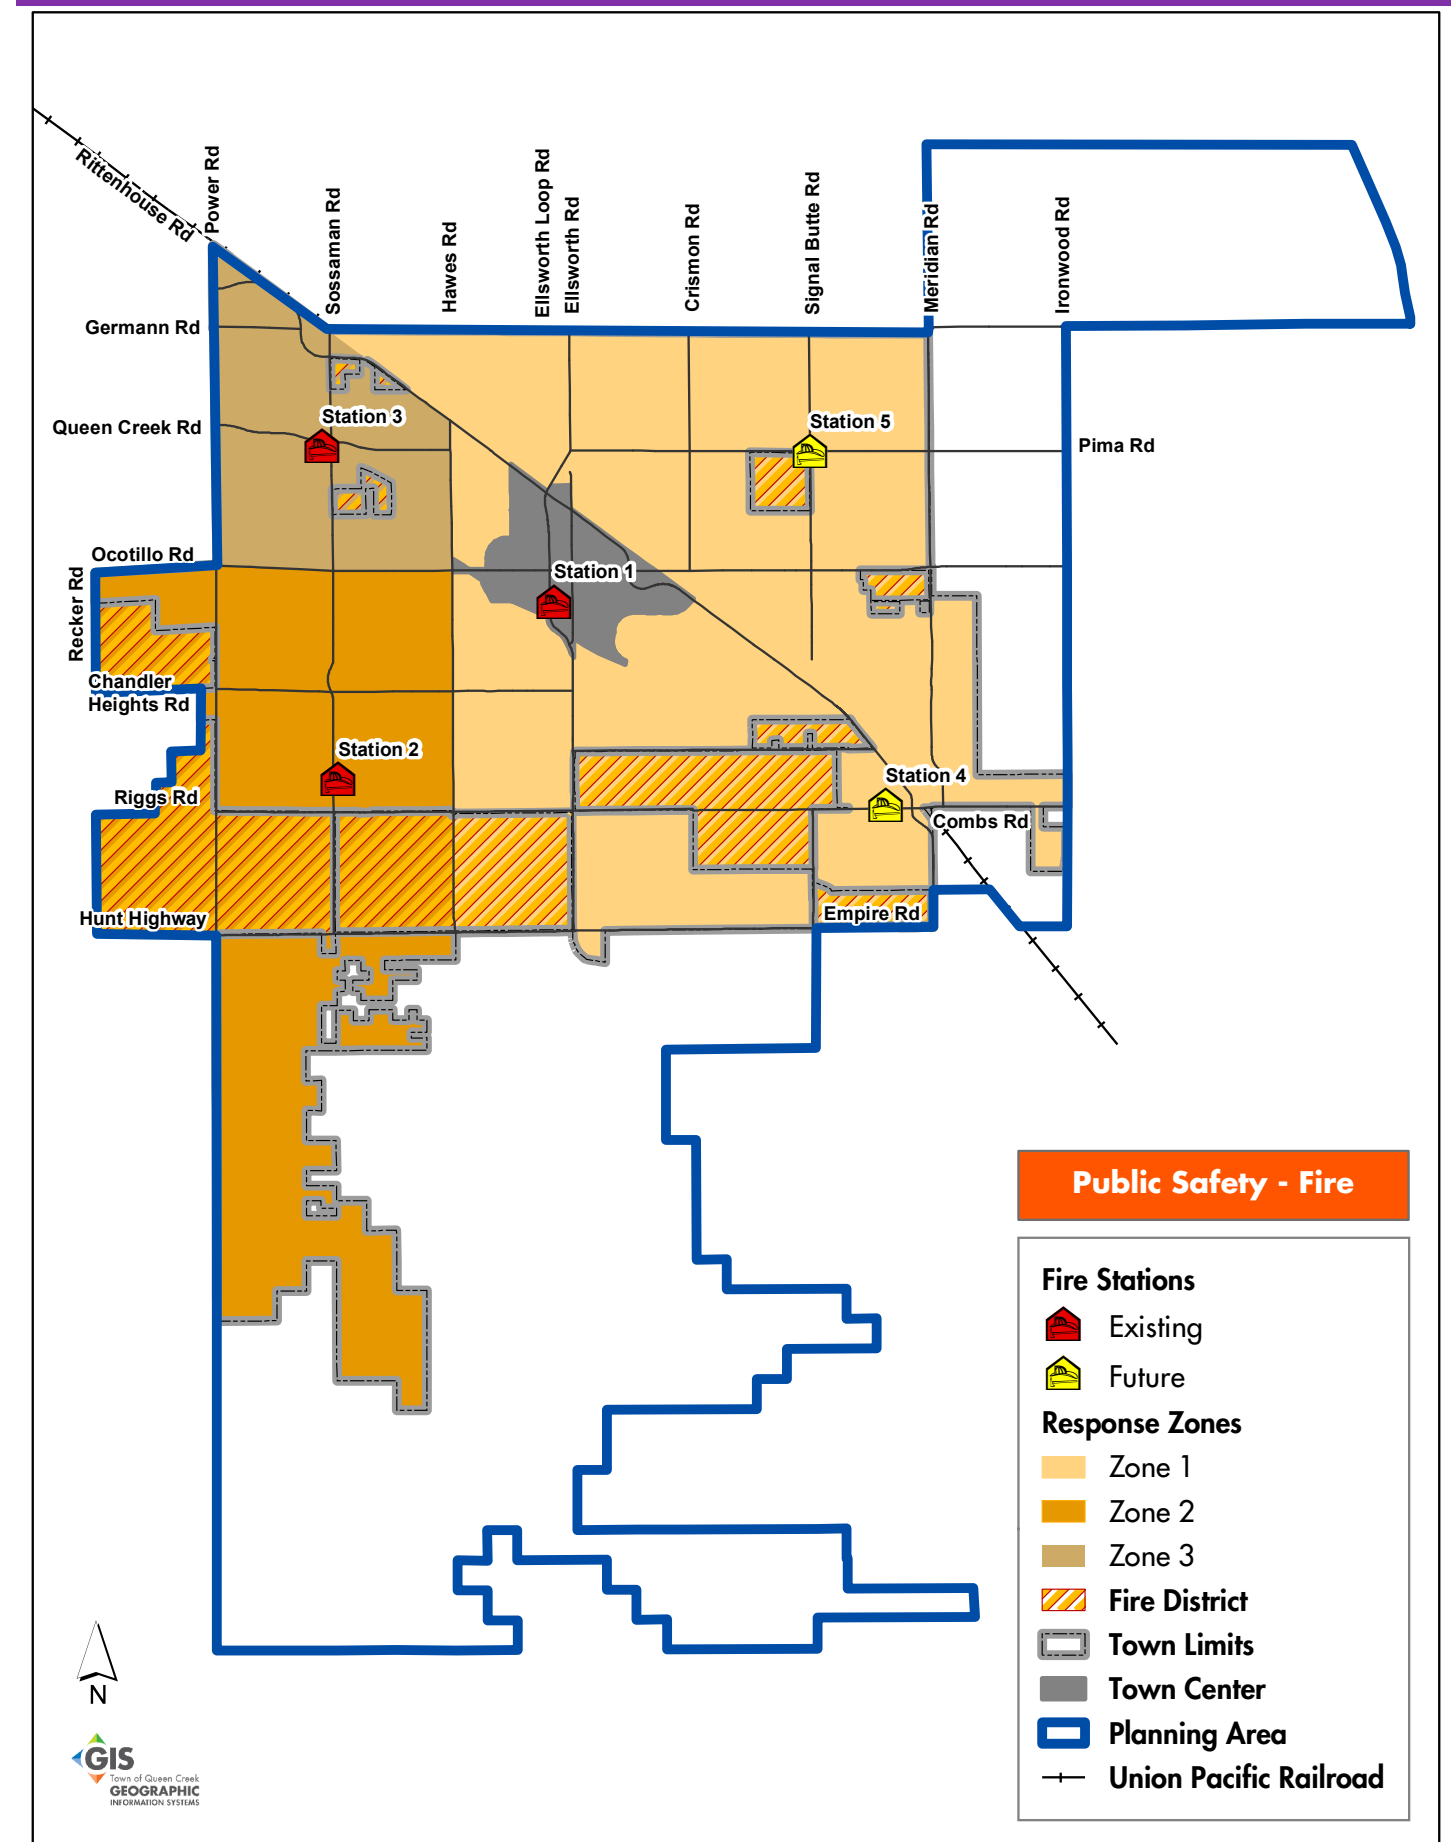 Rittenhouse Rd
Power Rd
Sossaman Rd
Hawes Rd
Ellsworth Loop Rd
Ellsworth Rd
Crismon Rd
Signal Butte Rd
Meridian Rd
Ironwood Rd
Germann Rd
Queen Creek Rd
Station 3
Station 5
Pima Rd
Ocotillo Rd
Recker Rd
Station 1
Chandler
Heights Rd
Station 2
Station 4
Riggs Rd
Combs Rd
Hunt Highway
Empire Rd
Public Safety - Fire
Fire Stations
Existing
Future
Response Zones
Zone 1
Zone 2
Zone 3
Fire District
Town Limits
Town Center
Planning Area
Union Pacific Railroad
N
GIS
Town of Queen Creek
GEOGRAPHIC
INFORMATION SYSTEMS